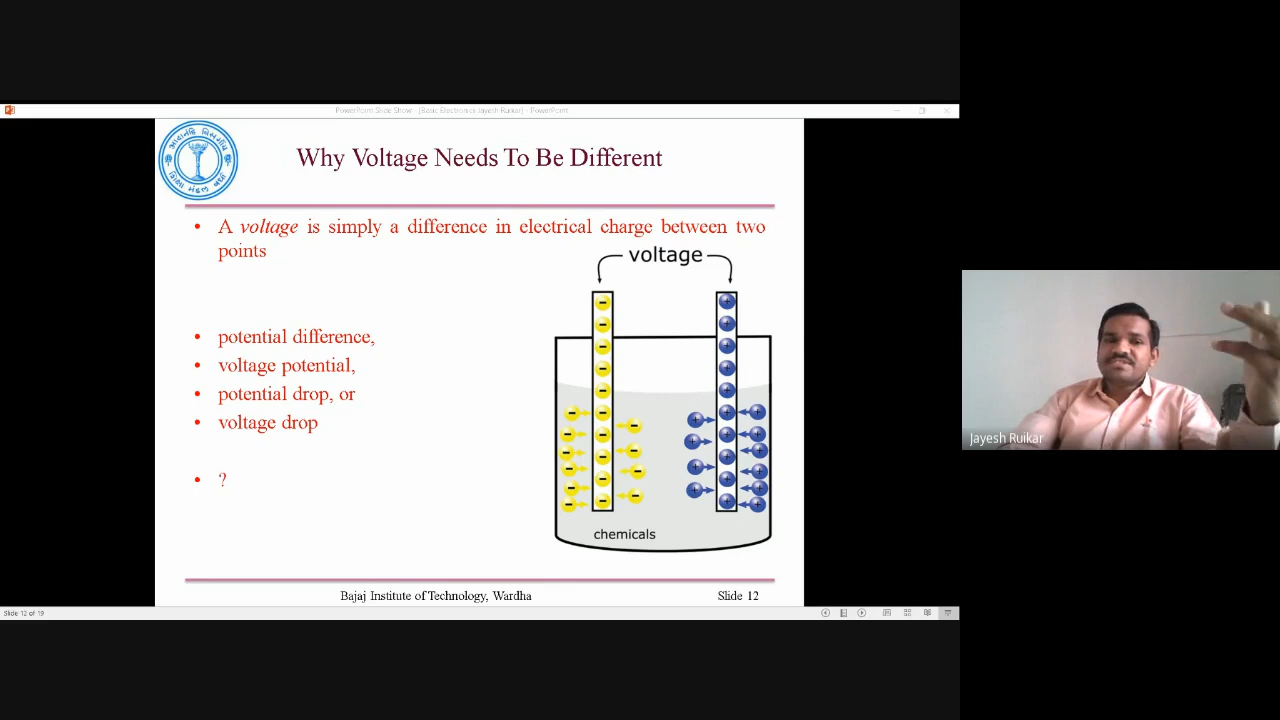 PowerPoint Slide Show - [Basic Electronics Jayesh Ruikar] - PowerPoint
Why Voltage Needs To Be Different
• A voltage is simply a difference in electrical charge between two
points
voltage
• potential difference,
• voltage potential,
• potential drop, or
• voltage drop
• ?
chemicals
Bajaj Institute of Technology, Wardha
Slide 12
Slide 12 of 19
Jayesh Ruikar